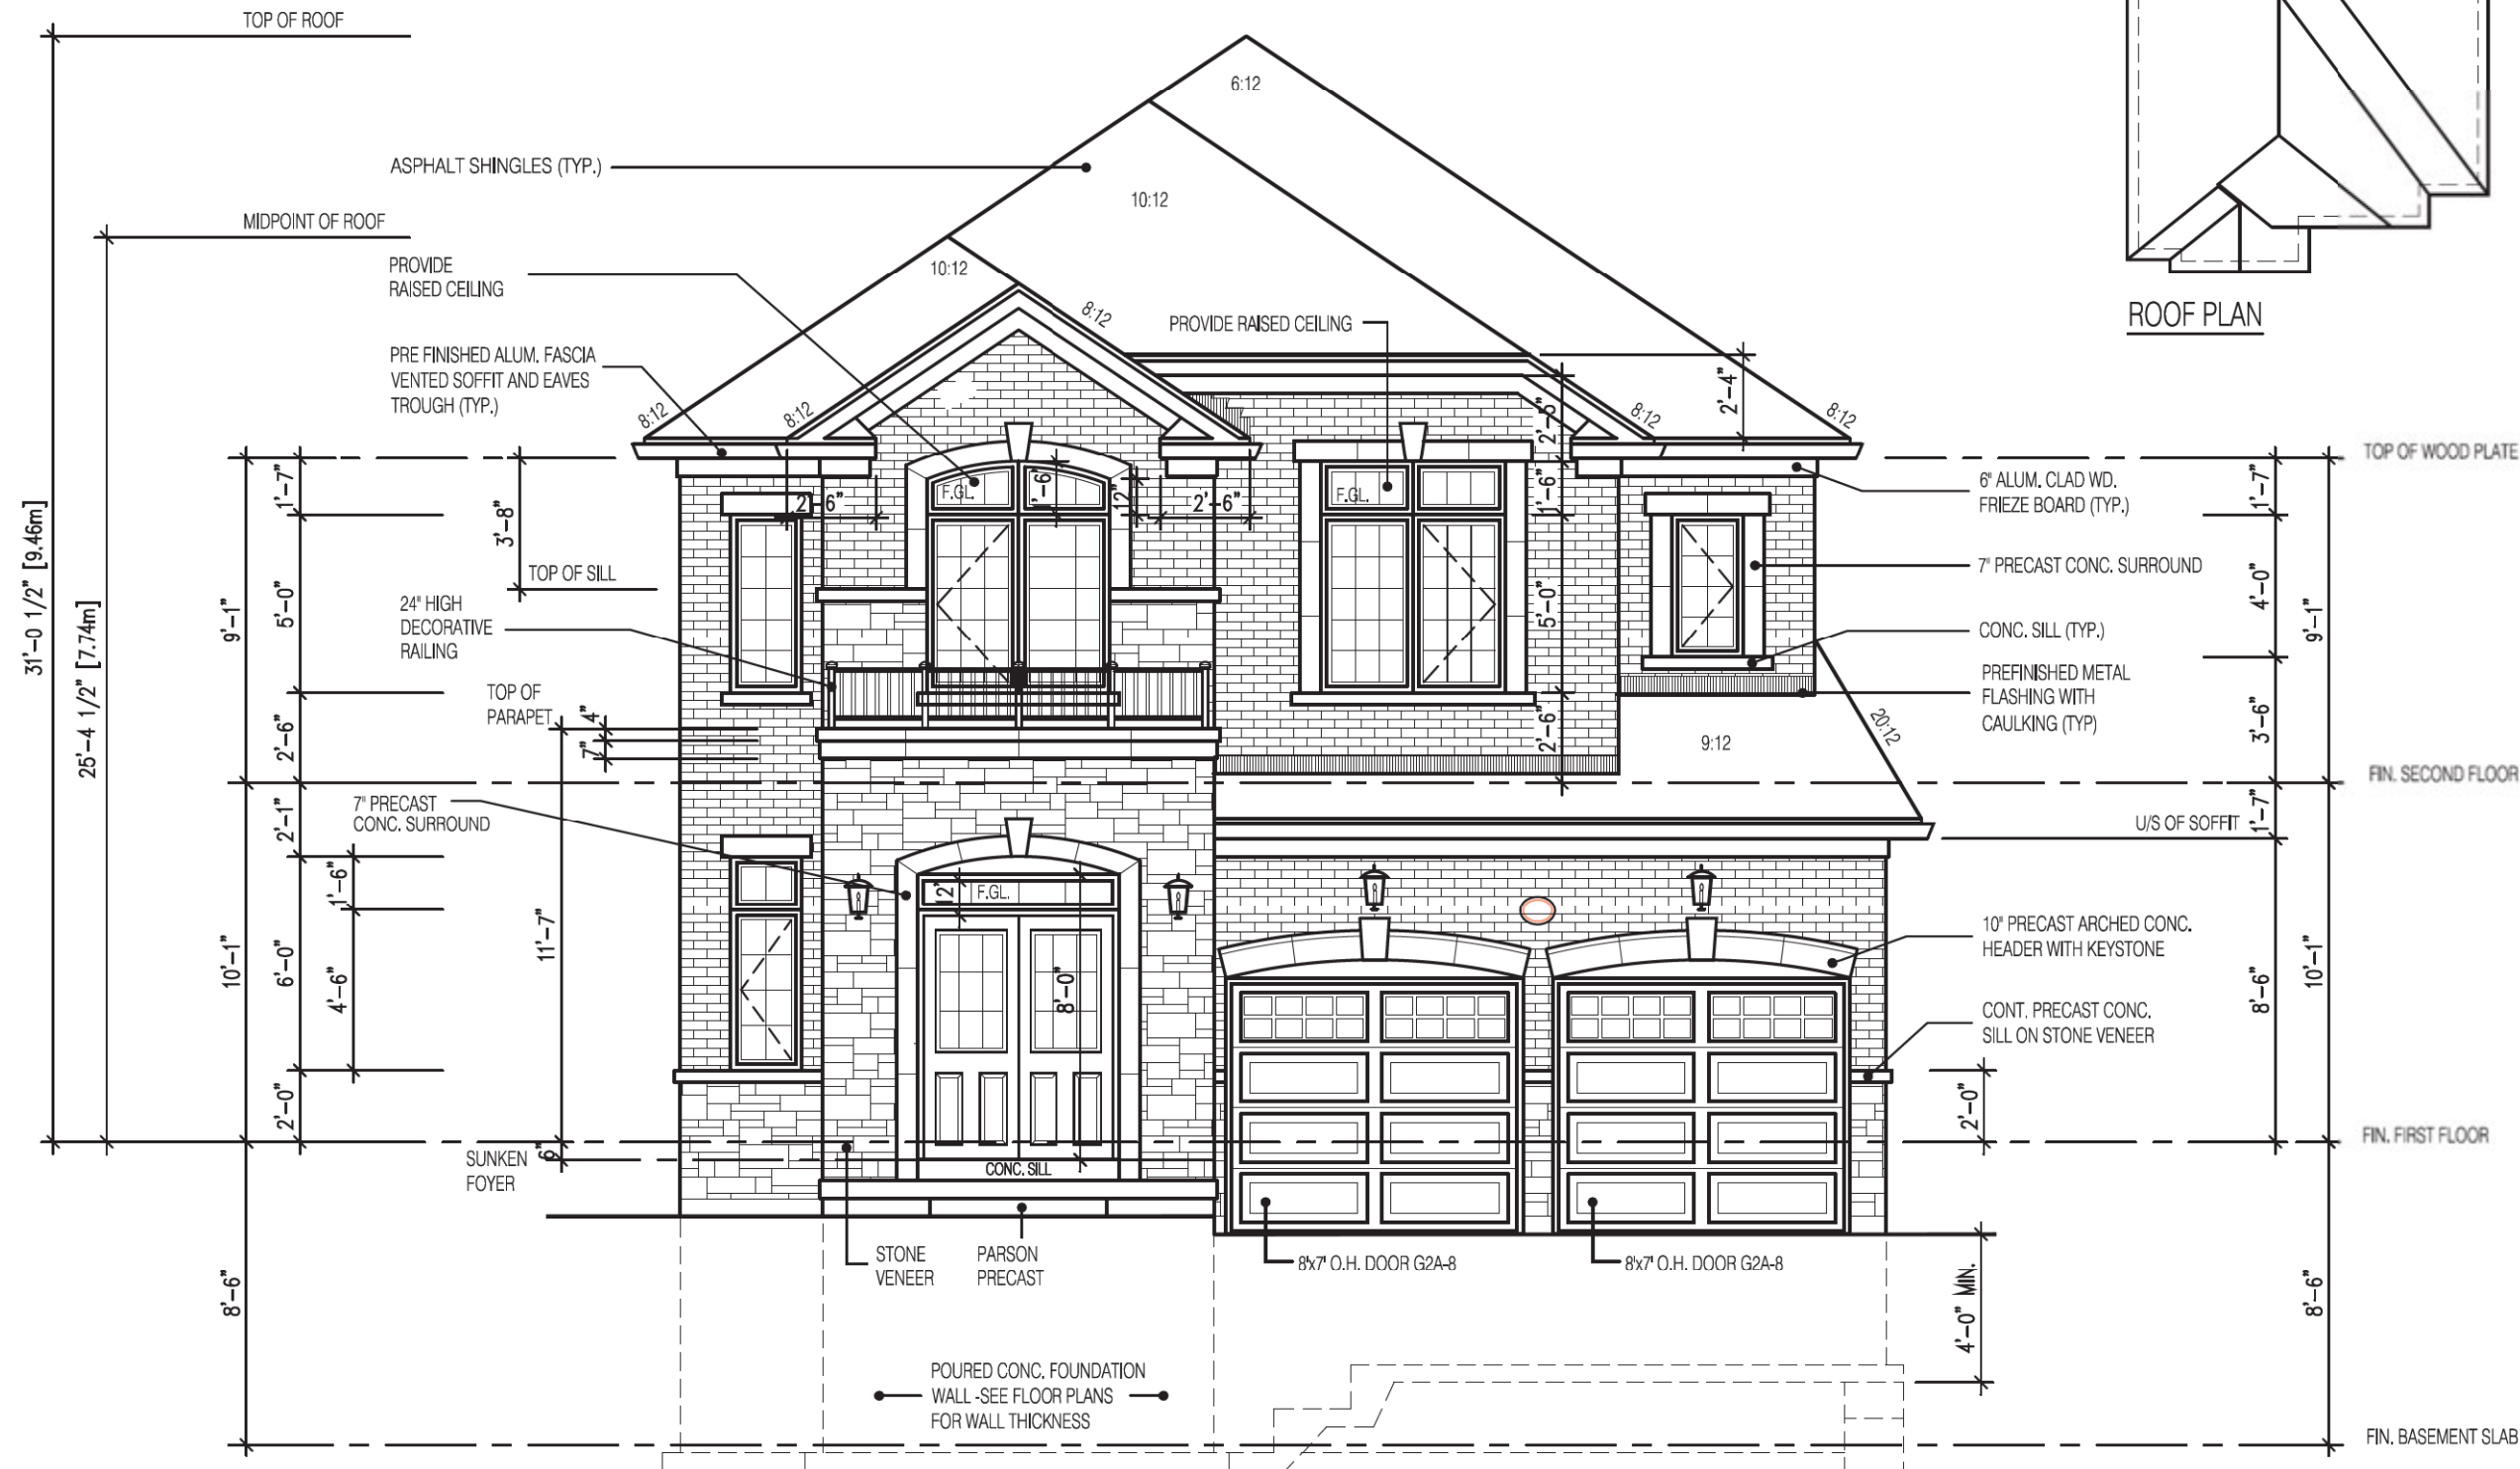 TOP OF ROOF
6:12
ASPHALT SHINGLES (TYP.)
10:12
MIDPOINT OF ROOF
PROVIDE
RAISED CEILING
10:12
8:12
PROVIDE RAISED CEILING
ROOF PLAN
PRE FINISHED ALUM. FASCIA
VENTED SOFFIT AND EAVES
TROUGH (TYP.)
8:12
8:12
8:12
8:12
2'-4"
2'-5"
TOP OF WOOD PLATE
1'-7"
3'-8"
2'-6"
F.GL.
1'-6"
12"
2'-6"
F.GL.
1'-6"
6" ALUM. CLAD WD.
FRIEZE BOARD (TYP.)
1'-7"
31'-0 1/2" [9.46m]
25'-4 1/2" [7.74m]
TOP OF SILL
7" PRECAST CONC. SURROUND
9'-1"
5'-0"
24" HIGH
DECORATIVE
RAILING
5'-0"
4'-0"
9'-1"
CONC. SILL (TYP.)
TOP OF
PARAPET
PREFINISHED METAL
FLASHING WITH
CAULKING (TYP)
2'-6"
4"
7"
2'-6"
9:12
20:12
3'-6"
FIN. SECOND FLOOR
2'-1"
7" PRECAST
CONC. SURROUND
U/S OF SOFFIT
1'-7"
1'-6"
12"
F.GL.
10" PRECAST ARCHED CONC.
HEADER WITH KEYSTONE
10'-1"
6'-0"
4'-6"
11'-7"
8'-0"
8'-6"
10'-1"
CONT. PRECAST CONC.
SILL ON STONE VENEER
2'-0"
2'-0"
FIN. FIRST FLOOR
SUNKEN
FOYER
6"
CONC. SILL
STONE
VENEER
PARSON
PRECAST
8'x7' O.H. DOOR G2A-8
8'x7' O.H. DOOR G2A-8
8'-6"
4'-0" MIN.
8'-6"
POURED CONC. FOUNDATION
WALL -SEE FLOOR PLANS
FOR WALL THICKNESS
FIN. BASEMENT SLAB